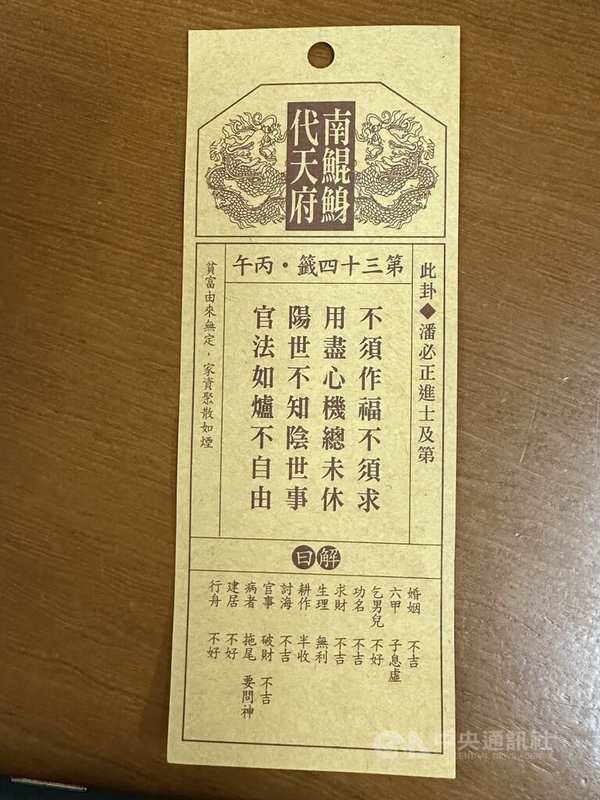 南鯤鯓
代天府
第三十四籤・丙午
此卦◆潘必正進士及第
不須作福不須求
用盡心機總未休
陽世不知陰世事
官法如爐不自由
貧富由來無定，家資聚散如煙
解曰
婚姻 不吉
六甲 子息虛
乞男兒 不好
功名 不吉
求財 不吉
生理 無利
耕作 半收
討海 不吉
官事 破財 不吉
病者 拖尾 要問神
建居 不好
行舟 不好
中央通訊社
CENTRAL NEWS AGENCY